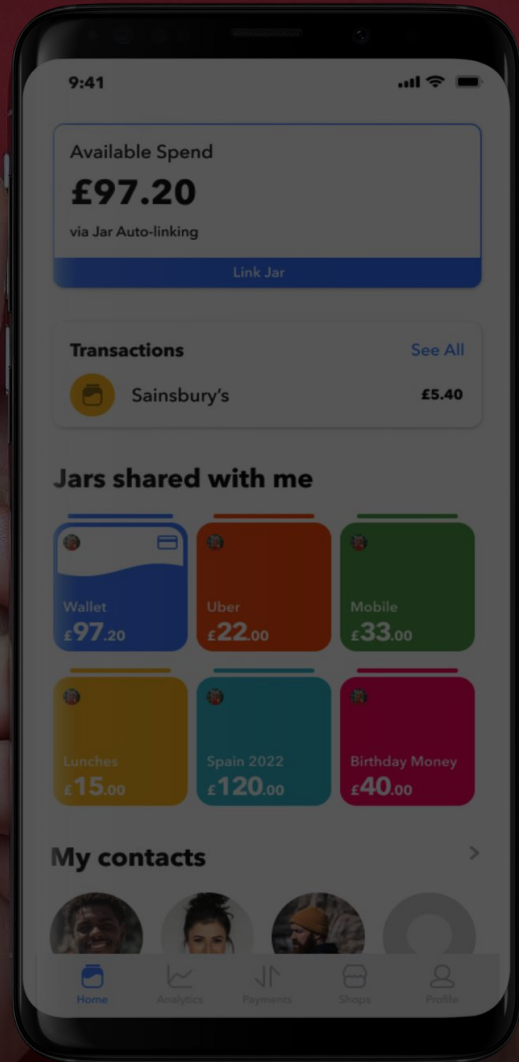 9:41
Available Spend
£97.20
via Jar Auto-linking
Link Jar
Transactions
See All
Sainsbury's
£5.40
Jars shared with me
Wallet
£97.20
Uber
£22.00
Mobile
£33.00
Lunches
£15.00
Spain 2022
£120.00
Birthday Money
£40.00
My contacts
Home
Analytics
Payments
Shops
Profile